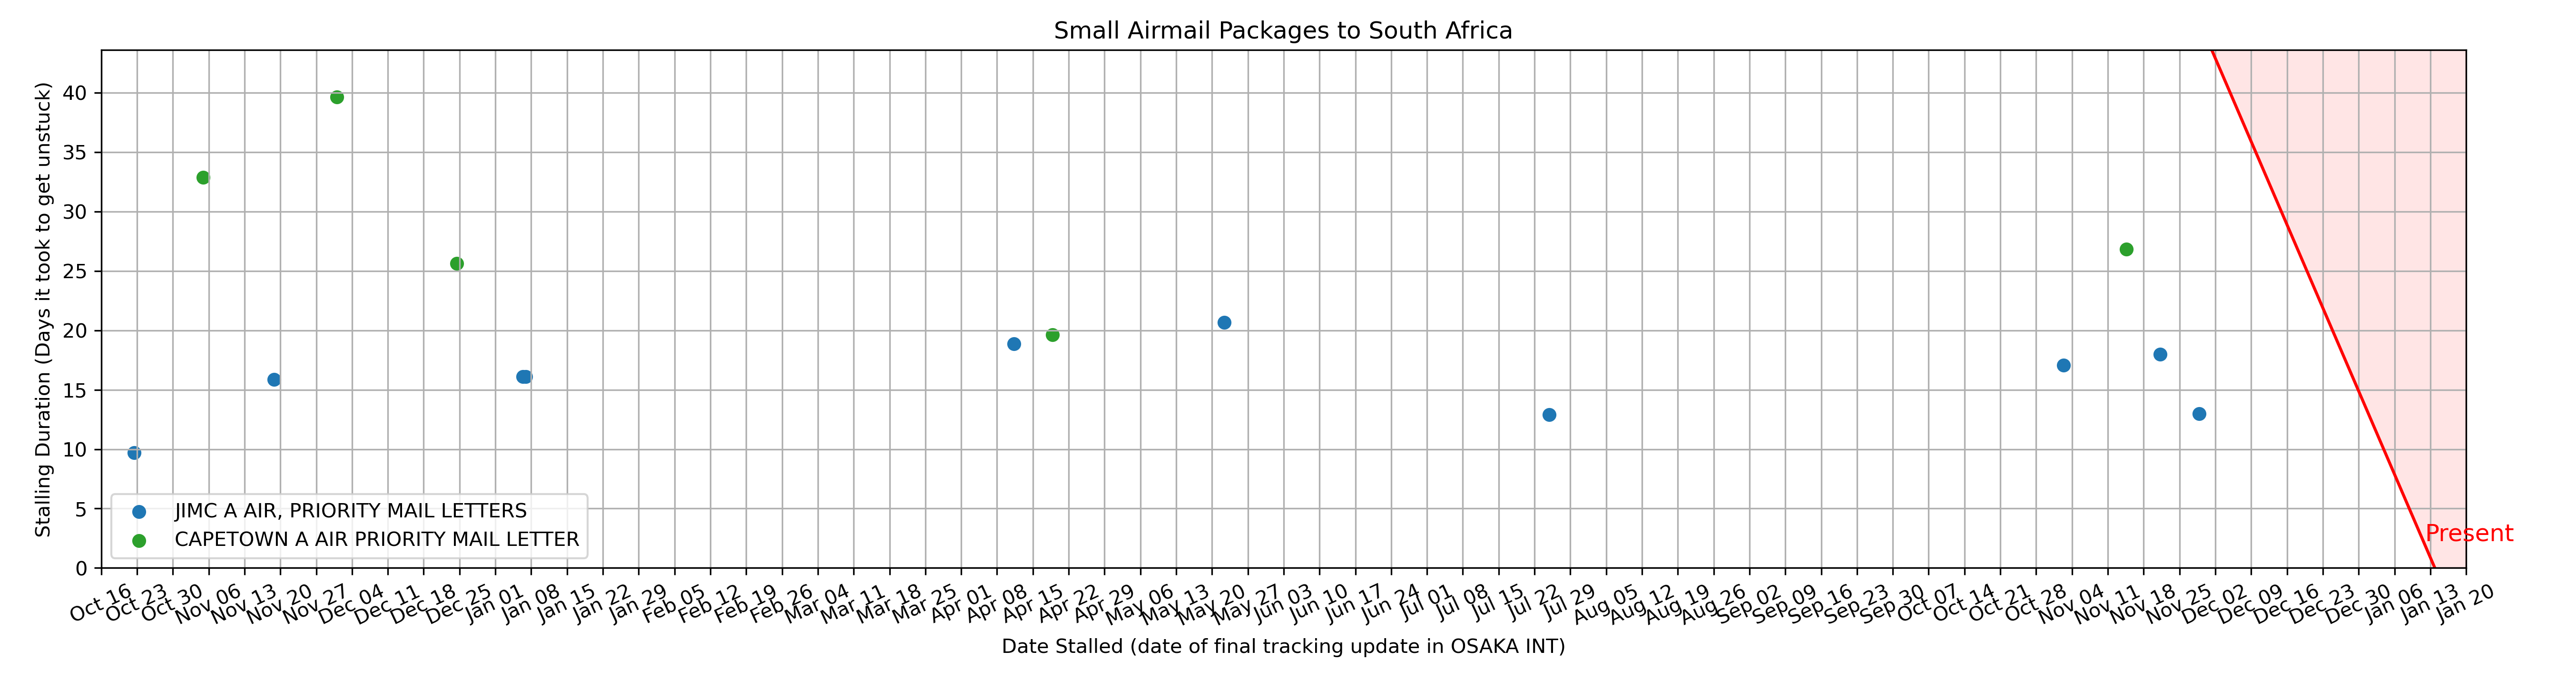 Small Airmail Packages to South Africa
Stalling Duration (Days it took to get unstuck)
40
35
30
25
20
15
10
5
0
JIMC A AIR, PRIORITY MAIL LETTERS
CAPETOWN A AIR PRIORITY MAIL LETTER
Present
Oct 16
Oct 23
Oct 30
Nov 06
Nov 13
Nov 20
Nov 27
Dec 04
Dec 11
Dec 18
Dec 25
Jan 01
Jan 08
Jan 15
Jan 22
Jan 29
Feb 05
Feb 12
Feb 19
Feb 26
Mar 04
Mar 11
Mar 18
Mar 25
Apr 01
Apr 08
Apr 15
Apr 22
Apr 29
May 06
May 13
May 20
May 27
Jun 03
Jun 10
Jun 17
Jun 24
Jul 01
Jul 08
Jul 15
Jul 22
Jul 29
Aug 05
Aug 12
Aug 19
Aug 26
Sep 02
Sep 09
Sep 16
Sep 23
Sep 30
Oct 07
Oct 14
Oct 21
Oct 28
Nov 04
Nov 11
Nov 18
Nov 25
Dec 02
Dec 09
Dec 16
Dec 23
Dec 30
Jan 06
Jan 13
Jan 20
Date Stalled (date of final tracking update in OSAKA INT)